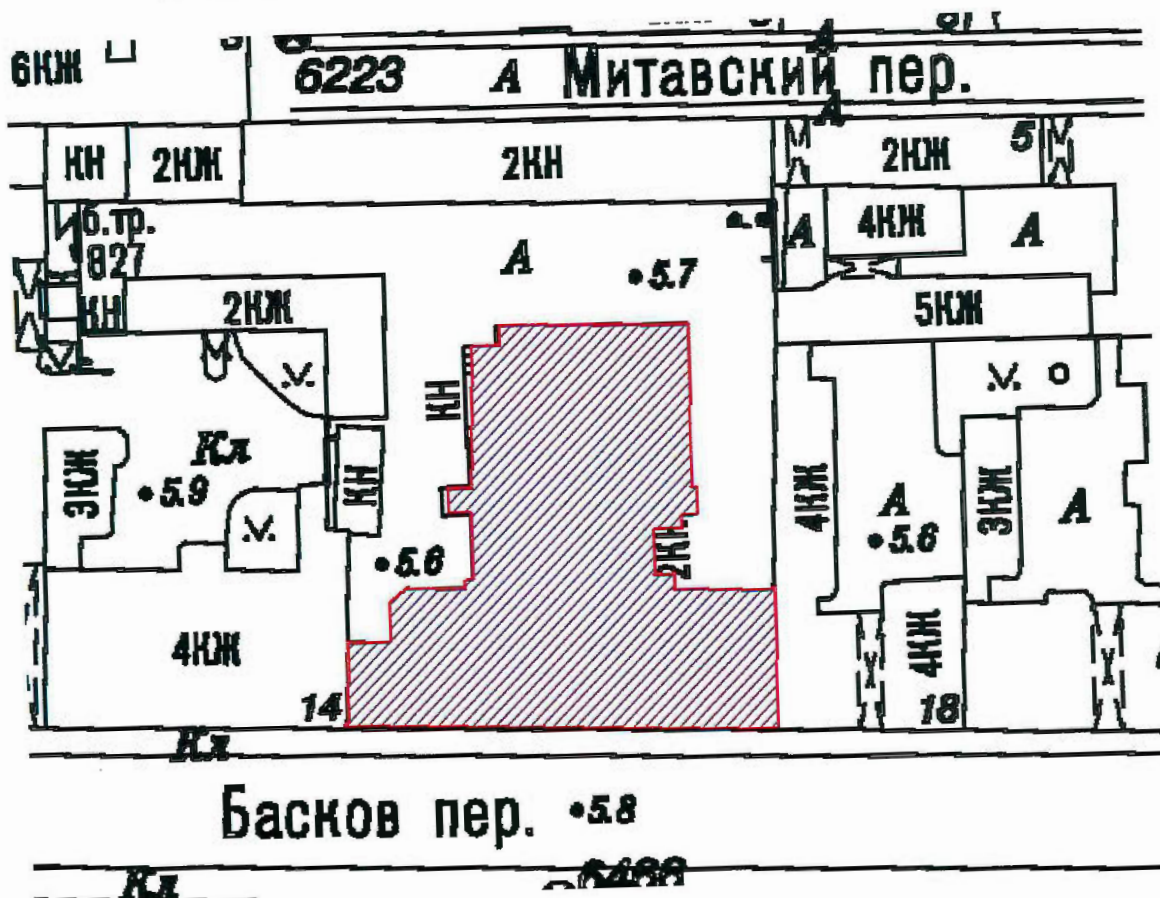 6КЖ
6223 А Митавский пер.
А
А
КН 2КЖ 2КН 2КЖ 5
б.тр.
827
А
5.7
А 4КЖ А
КН 2КЖ
5КЖ
КН
Кл
5.9
3КЖ
КН
5.6
2КН
4КЖ
А
5.6
3КЖ
А
4КЖ
14
4КЖ
18
Кл
Басков пер. 5.8
Кл
6488